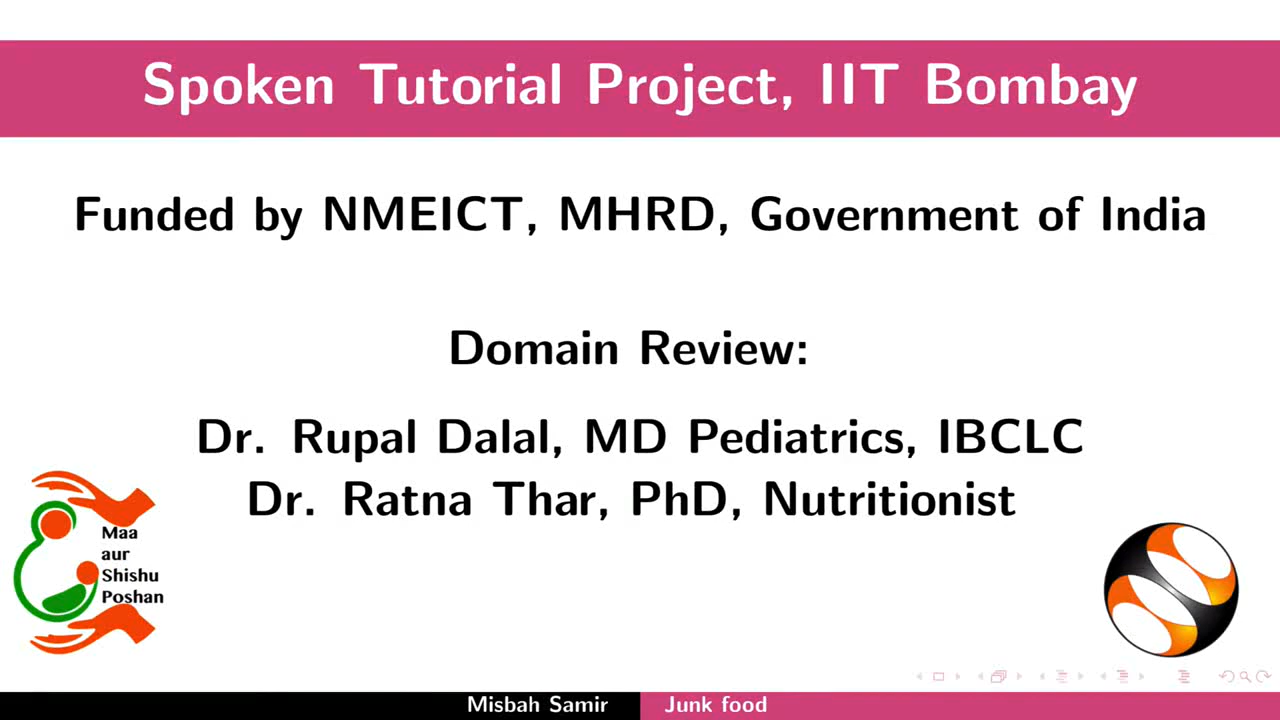 Spoken Tutorial Project, IIT Bombay
Funded by NMEICT, MHRD, Government of India
Domain Review:
Dr. Rupal Dalal, MD Pediatrics, IBCLC
Dr. Ratna Thar, PhD, Nutritionist
Maa
aur
Shishu
Poshan
Misbah Samir
Junk food